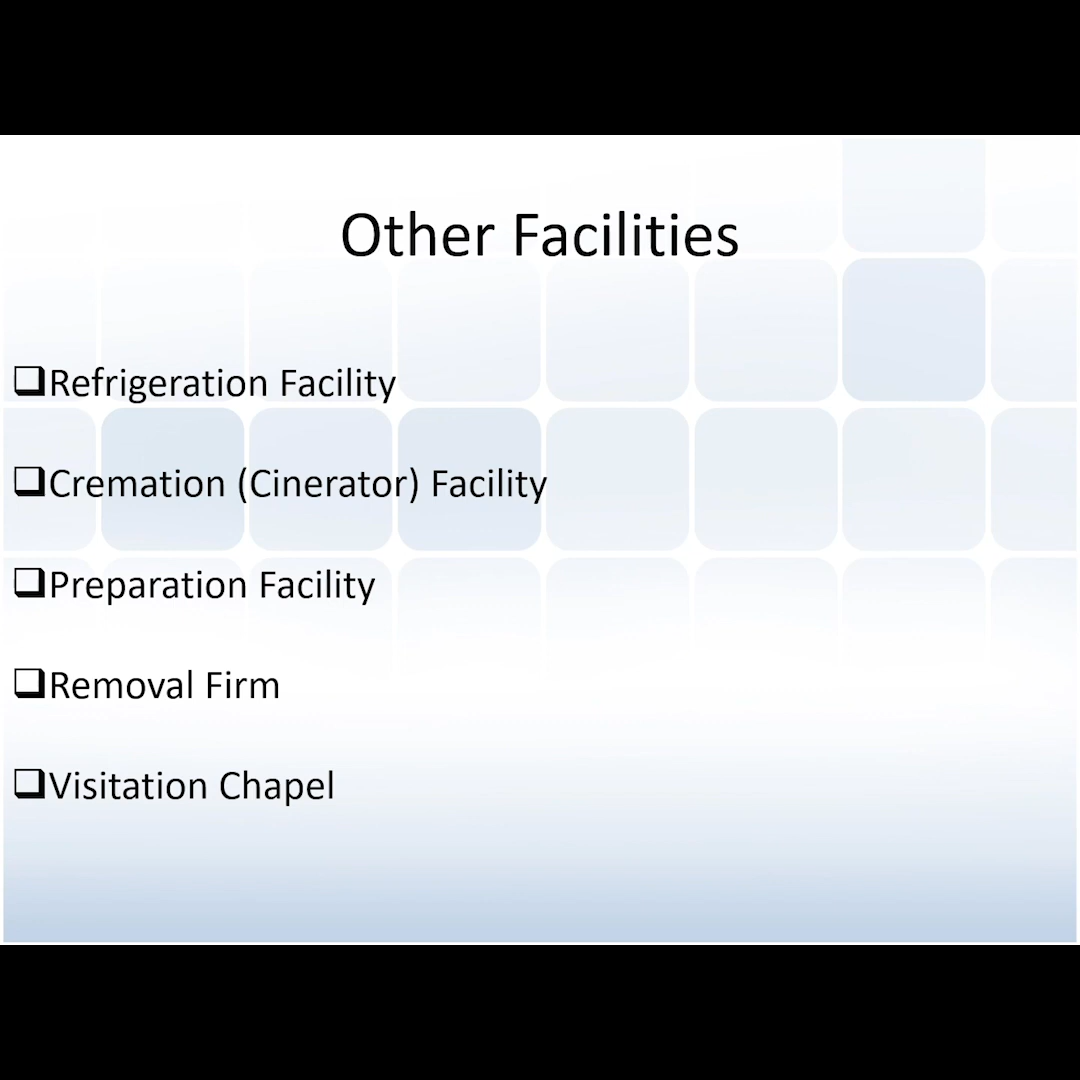 Other Facilities
❑Refrigeration Facility
❑Cremation (Cinerator) Facility
❑Preparation Facility
❑Removal Firm
❑Visitation Chapel